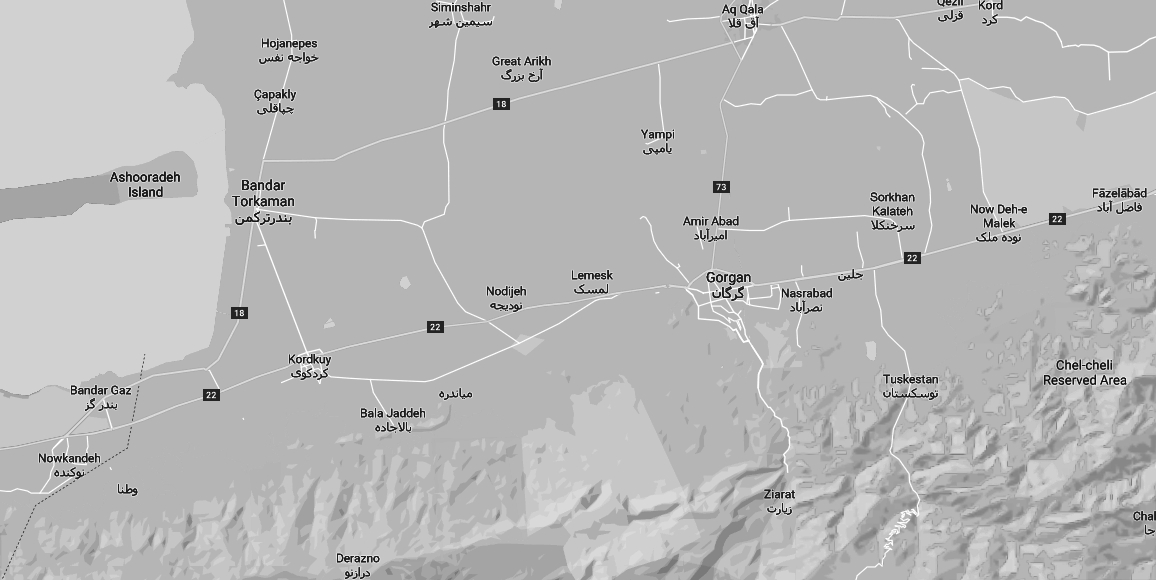 Siminshahr
سیمین شهر
Aq Qala
آق قلا
Qezli
قزلی
Kord
کرد
Hojanepes
خواجه نفس
Great Arikh
آرخ بزرگ
Çapakly
چپاقلی
18
Yampi
یامپی
Ashooradeh
Island
Bandar
Torkaman
بندرترکمن
73
Sorkhan
Kalateh
سرخنکلا
Fāzelābād
فاضل آباد
Now Deh-e
Malek
نوده ملک
22
Amir Abad
امیرآباد
22
Lemesk
لمسک
Gorgan
گرگان
جلین
Nodijeh
نودیجه
Nasrabad
نصرآباد
18
22
Kordkuy
کردکوی
Chel-cheli
Reserved Area
Bandar Gaz
بندر گز
22
میاندره
Tuskestan
توسکستان
Bala Jaddeh
بالاجاده
Nowkandeh
نوکنده
وطنا
Ziarat
زیارت
Chal
جا
Derazno
درازنو